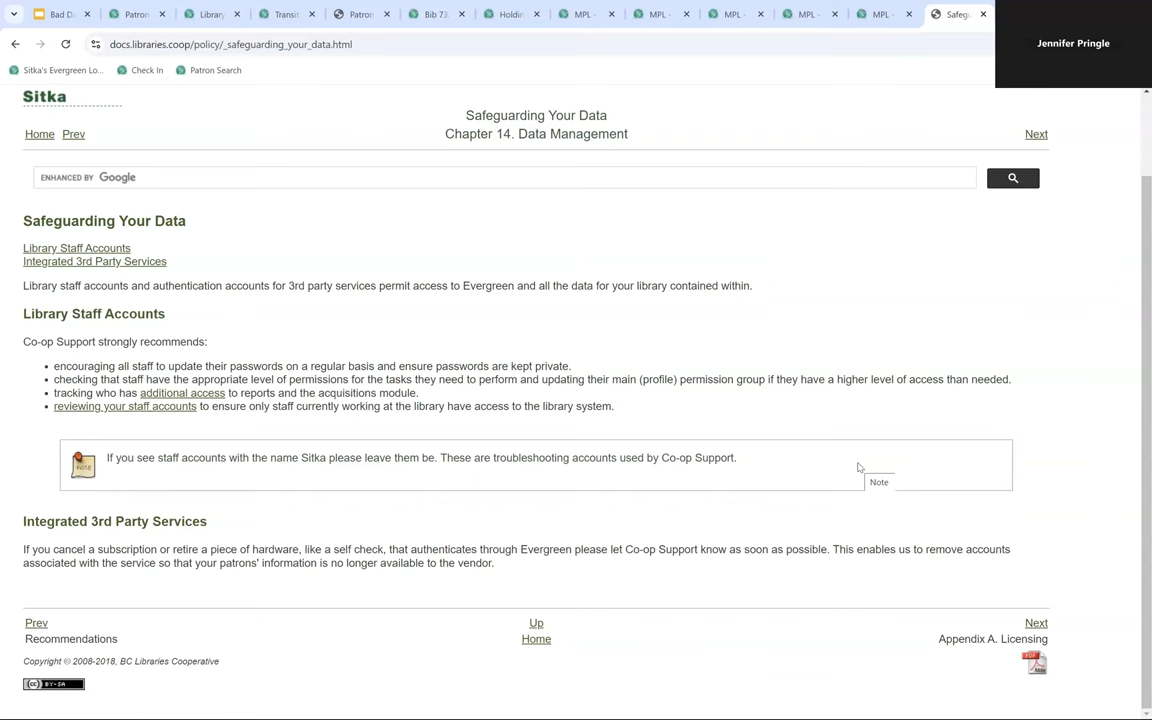 Bad Da
Patron
Library
Transit
Patron
Bib 73
Holdin
MPL -
MPL -
MPL -
MPL -
MPL -
Safegu
docs.libraries.coop/policy/_safeguarding_your_data.html
Jennifer Pringle
Sitka's Evergreen Lo...
Check In
Patron Search
Sitka
Safeguarding Your Data
Home Prev
Chapter 14. Data Management
Next
ENHANCED BY Google
Safeguarding Your Data
Library Staff Accounts
Integrated 3rd Party Services
Library staff accounts and authentication accounts for 3rd party services permit access to Evergreen and all the data for your library contained within.
Library Staff Accounts
Co-op Support strongly recommends:
• encouraging all staff to update their passwords on a regular basis and ensure passwords are kept private.
• checking that staff have the appropriate level of permissions for the tasks they need to perform and updating their main (profile) permission group if they have a higher level of access than needed.
• tracking who has additional access to reports and the acquisitions module.
• reviewing your staff accounts to ensure only staff currently working at the library have access to the library system.
NOTE
If you see staff accounts with the name Sitka please leave them be. These are troubleshooting accounts used by Co-op Support.
Note
Integrated 3rd Party Services
If you cancel a subscription or retire a piece of hardware, like a self check, that authenticates through Evergreen please let Co-op Support know as soon as possible. This enables us to remove accounts
associated with the service so that your patrons' information is no longer available to the vendor.
Prev
Up
Next
Recommendations
Home
Appendix A. Licensing
Copyright © 2008-2018, BC Libraries Cooperative
PDF
Adobe
CC BY-SA